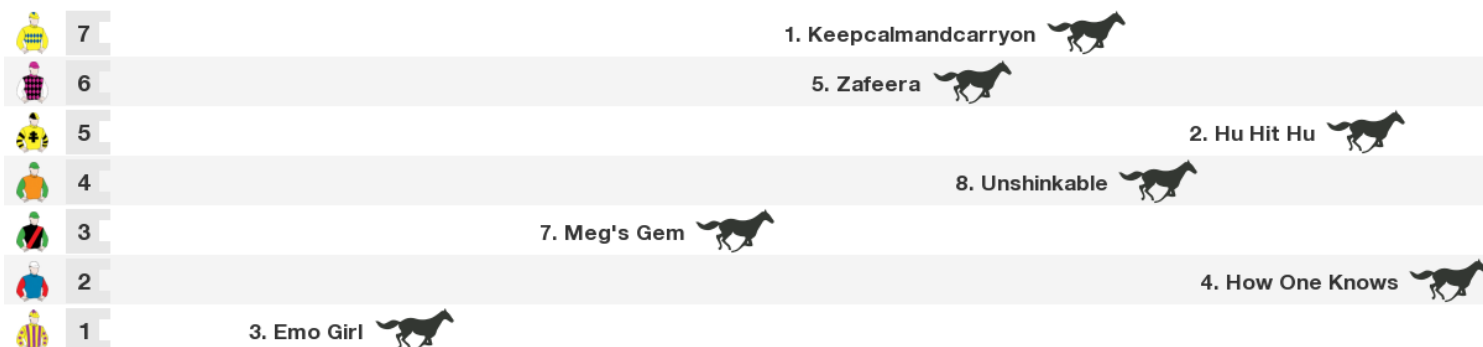 7 1. Keepcalmandcarryon
6 5. Zafeera
5 2. Hu Hit Hu
4 8. Unshinkable
3 7. Meg's Gem
2 4. How One Knows
1 3. Emo Girl